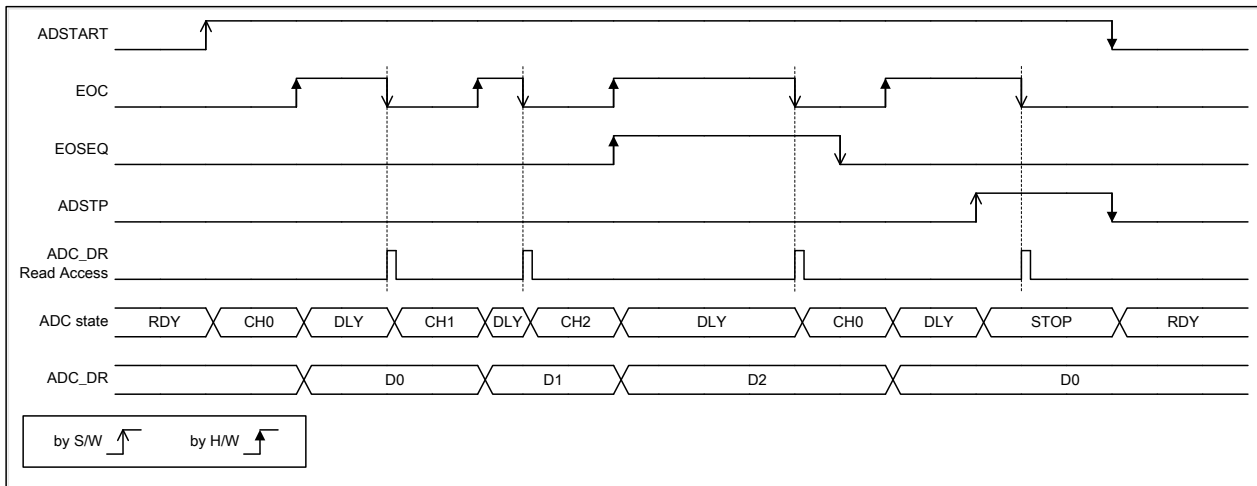 ADSTART
EOC
EOSEQ
ADSTP
ADC_DR
Read Access
ADC state RDY CH0 DLY CH1 DLY CH2 DLY CH0 DLY STOP RDY
ADC_DR D0 D1 D2 D0
by S/W by H/W